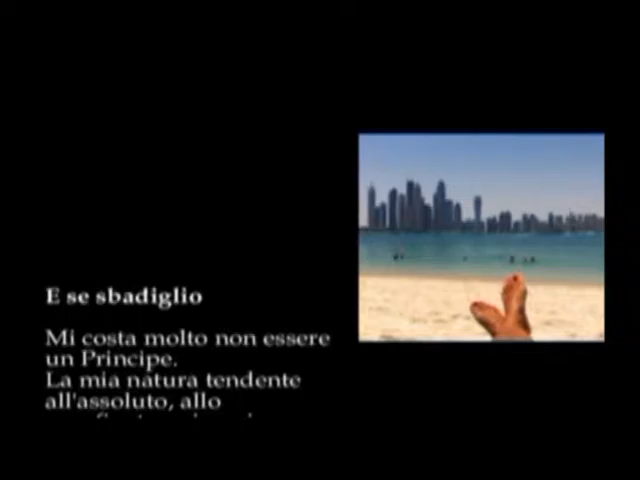 E se sbadiglio
Mi costa molto non essere
un Principe.
La mia natura tendente
all'assoluto, allo